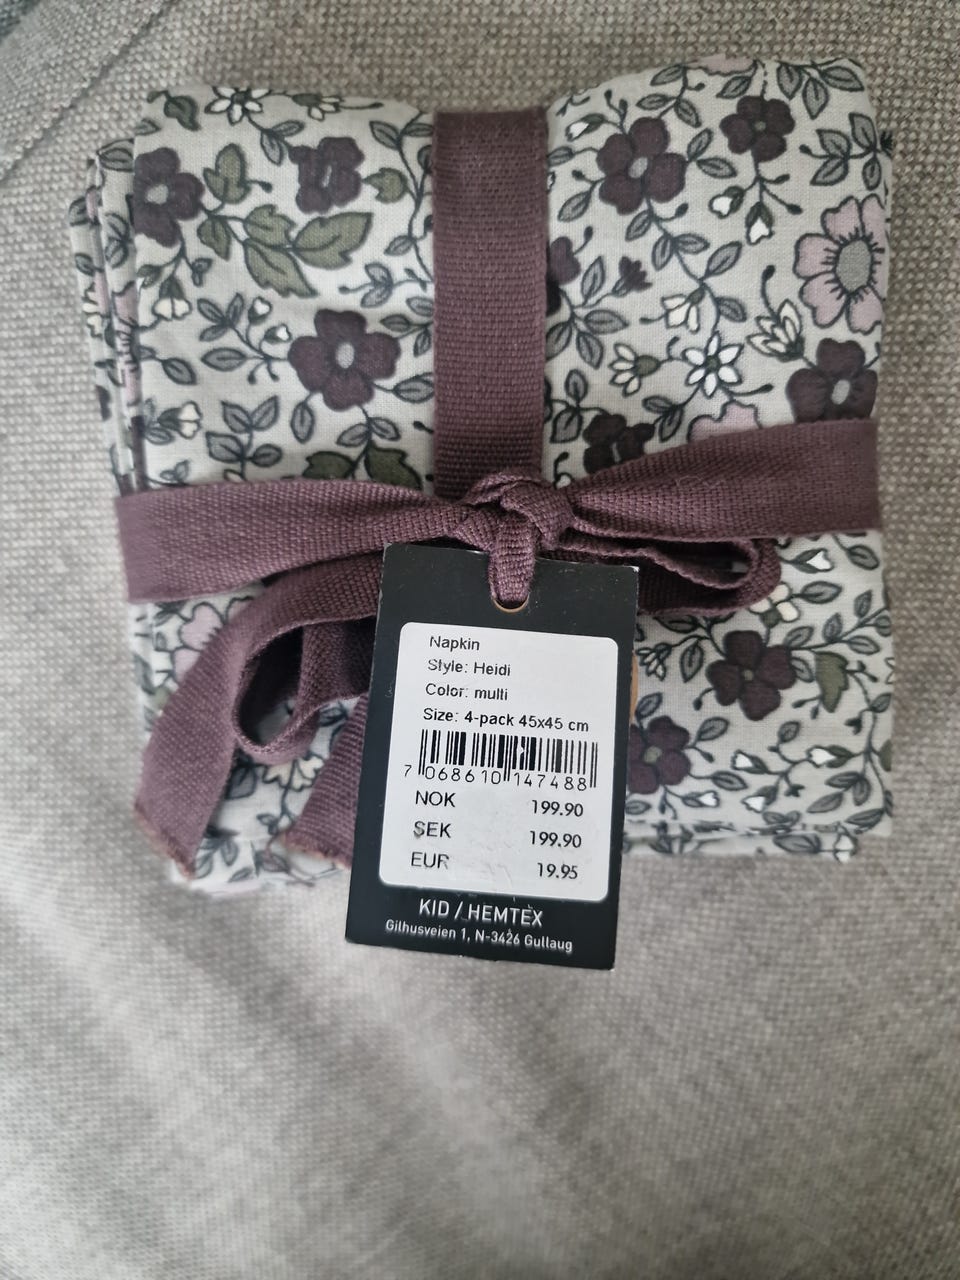 Napkin
Style: Heidi
Color: multi
Size: 4-pack 45x45 cm
7 068610 147488
NOK 199.90
SEK 199.90
EUR 19.95
KID / HEMTEX
Gilhusveien 1, N-3426 Gullaug